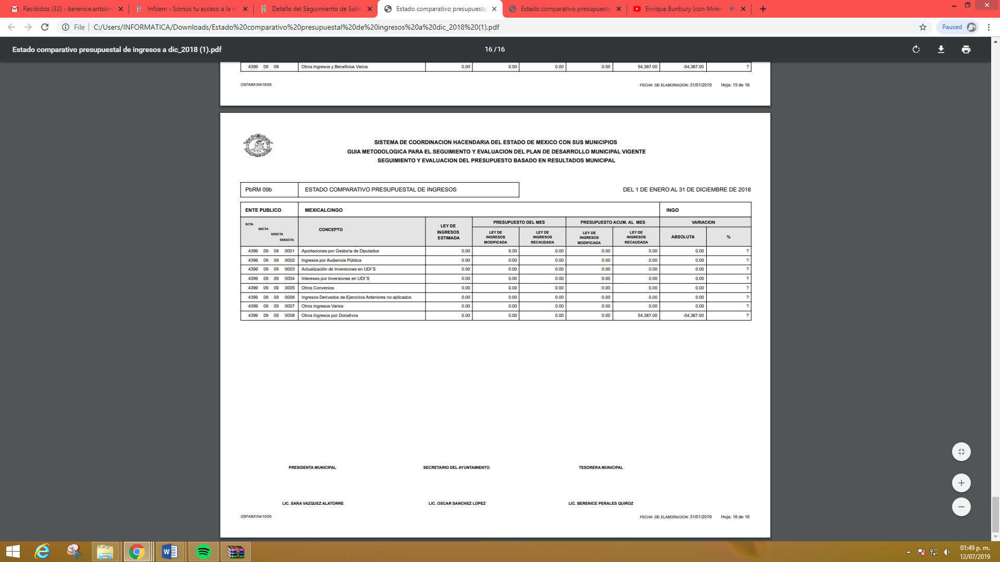 Recibidos (32) - berenice.antolin
Infoem - Somos tu acceso a la in
Detalle del Seguimiento de Solic
Estado comparativo presupuesta
Estado comparativo presupuesta
Enrique Bunbury (con Miren
File
C:/Users/INFORMATICA/Downloads/Estado%20comparativo%20presupuestal%20de%20ingresos%20a%20dic_2018%20(1).pdf
Paused
Estado comparativo presupuestal de ingresos a dic_2018 (1).pdf
16 / 16
4399 09 09 Otros Ingresos y Beneficios Varios 0.00 0.00 0.00 0.00 54,387.00 -54,387.00 ?
OSFAIM104/10/05 FECHA DE ELABORACION: 31/01/2019 Hoja: 15 de 16
SISTEMA DE COORDINACION HACENDARIA DEL ESTADO DE MEXICO CON SUS MUNICIPIOS
GUIA METODOLOGICA PARA EL SEGUIMIENTO Y EVALUACION DEL PLAN DE DESARROLLO MUNICIPAL VIGENTE
SEGUIMIENTO Y EVALUACION DEL PRESUPUESTO BASADO EN RESULTADOS MUNICIPAL
PbRM 09b ESTADO COMPARATIVO PRESUPUESTAL DE INGRESOS DEL 1 DE ENERO AL 31 DE DICIEMBRE DE 2018
ENTE PUBLICO MEXICALCINGO INGO
SCTA
SSCTA
SSSCTA
SSSSCTA
CONCEPTO
LEY DE
INGRESOS
ESTIMADA
PRESUPUESTO DEL MES
LEY DE
INGRESOS
MODIFICADA
LEY DE
INGRESOS
RECAUDADA
PRESUPUESTO ACUM. AL MES
LEY DE
INGRESOS
MODIFICADA
LEY DE
INGRESOS
RECAUDADA
VARIACION
ABSOLUTA
%
4399 09 09 0001 Aportaciones por Gestoría de Diputados 0.00 0.00 0.00 0.00 0.00 0.00 ?
4399 09 09 0002 Ingresos por Audiencia Pública 0.00 0.00 0.00 0.00 0.00 0.00 ?
4399 09 09 0003 Actualización de Inversiones en UDI´S 0.00 0.00 0.00 0.00 0.00 0.00 ?
4399 09 09 0004 Intereses por Inversiones en UDI´S 0.00 0.00 0.00 0.00 0.00 0.00 ?
4399 09 09 0005 Otros Convenios 0.00 0.00 0.00 0.00 0.00 0.00 ?
4399 09 09 0006 Ingresos Derivados de Ejercicios Anteriores no aplicados 0.00 0.00 0.00 0.00 0.00 0.00 ?
4399 09 09 0007 Otros Ingresos Varios 0.00 0.00 0.00 0.00 0.00 0.00 ?
4399 09 09 0008 Otros Ingresos por Donativos 0.00 0.00 0.00 0.00 54,387.00 -54,387.00 ?
PRESIDENTA MUNICIPAL SECRETARIO DEL AYUNTAMIENTO TESORERA MUNICIPAL
LIC. SARA VAZQUEZ ALATORRE LIC. OSCAR SANCHEZ LOPEZ LIC. BERENICE PERALES QUIROZ
OSFAIM104/10/05 FECHA DE ELABORACION: 31/01/2019 Hoja: 16 de 16
01:49 p. m.
12/07/2019